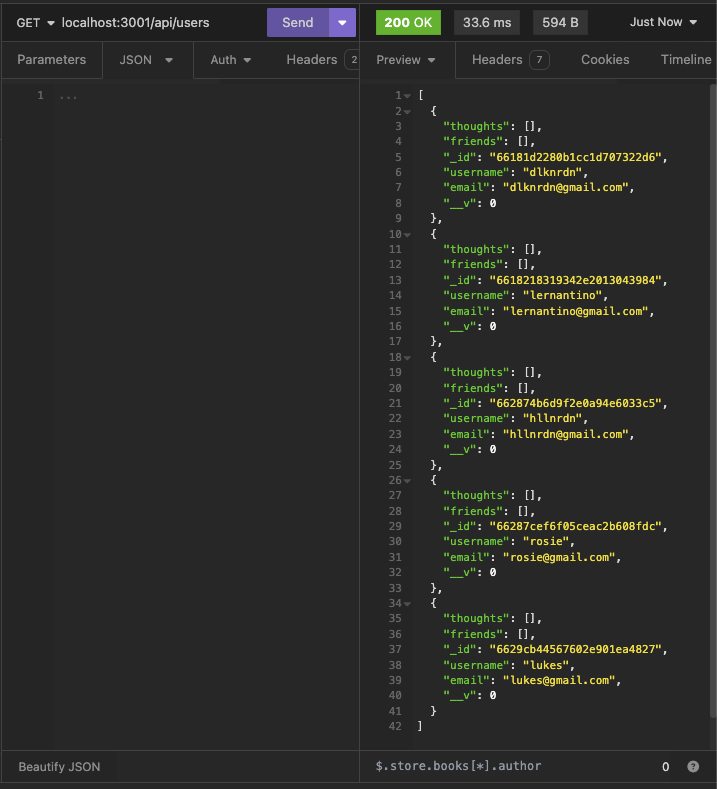 GET localhost:3001/api/users Send 200 OK 33.6 ms 594 B Just Now
Parameters JSON Auth Headers 2 Preview Headers 7 Cookies Timeline
1 ...
1 [
2 {
3 "thoughts": [],
4 "friends": [],
5 "_id": "66181d2280b1cc1d707322d6",
6 "username": "dlknrdn",
7 "email": "dlknrdn@gmail.com",
8 "__v": 0
9 },
10 {
11 "thoughts": [],
12 "friends": [],
13 "_id": "6618218319342e2013043984",
14 "username": "lernantino",
15 "email": "lernantino@gmail.com",
16 "__v": 0
17 },
18 {
19 "thoughts": [],
20 "friends": [],
21 "_id": "662874b6d9f2e0a94e6033c5",
22 "username": "hllnrdn",
23 "email": "hllnrdn@gmail.com",
24 "__v": 0
25 },
26 {
27 "thoughts": [],
28 "friends": [],
29 "_id": "66287cef6f05ceac2b608fdc",
30 "username": "rosie",
31 "email": "rosie@gmail.com",
32 "__v": 0
33 },
34 {
35 "thoughts": [],
36 "friends": [],
37 "_id": "6629cb44567602e901ea4827",
38 "username": "lukes",
39 "email": "lukes@gmail.com",
40 "__v": 0
41 }
42 ]
Beautify JSON $.store.books[*].author 0 ?